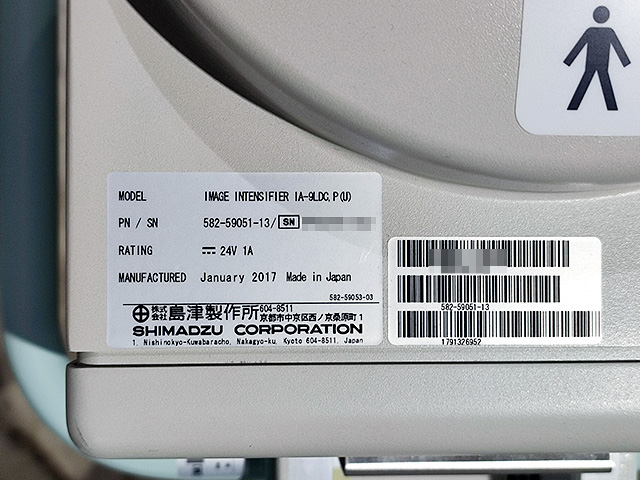 MODEL IMAGE INTENSIFIER IA-9LDC,P(U)
PN / SN 582-59051-13/ SN
RATING ⎓ 24V 1A
MANUFACTURED January 2017 Made in Japan
582-59053-03
株式会社 島津製作所 604-8511 京都市中京区西ノ京桑原町1
SHIMADZU CORPORATION
1, Nishinokyo-Kuwabaracho, Nakagyo-ku, Kyoto 604-8511, Japan
582-59051-13
1791326952